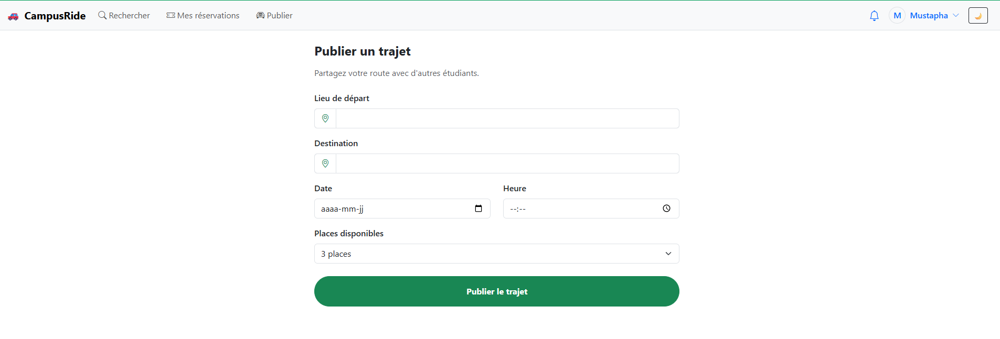 CampusRide Rechercher Mes réservations Publier M Mustapha
Publier un trajet
Partagez votre route avec d'autres étudiants.
Lieu de départ
Destination
Date Heure
aaaa-mm-jj --:--
Places disponibles
3 places
Publier le trajet